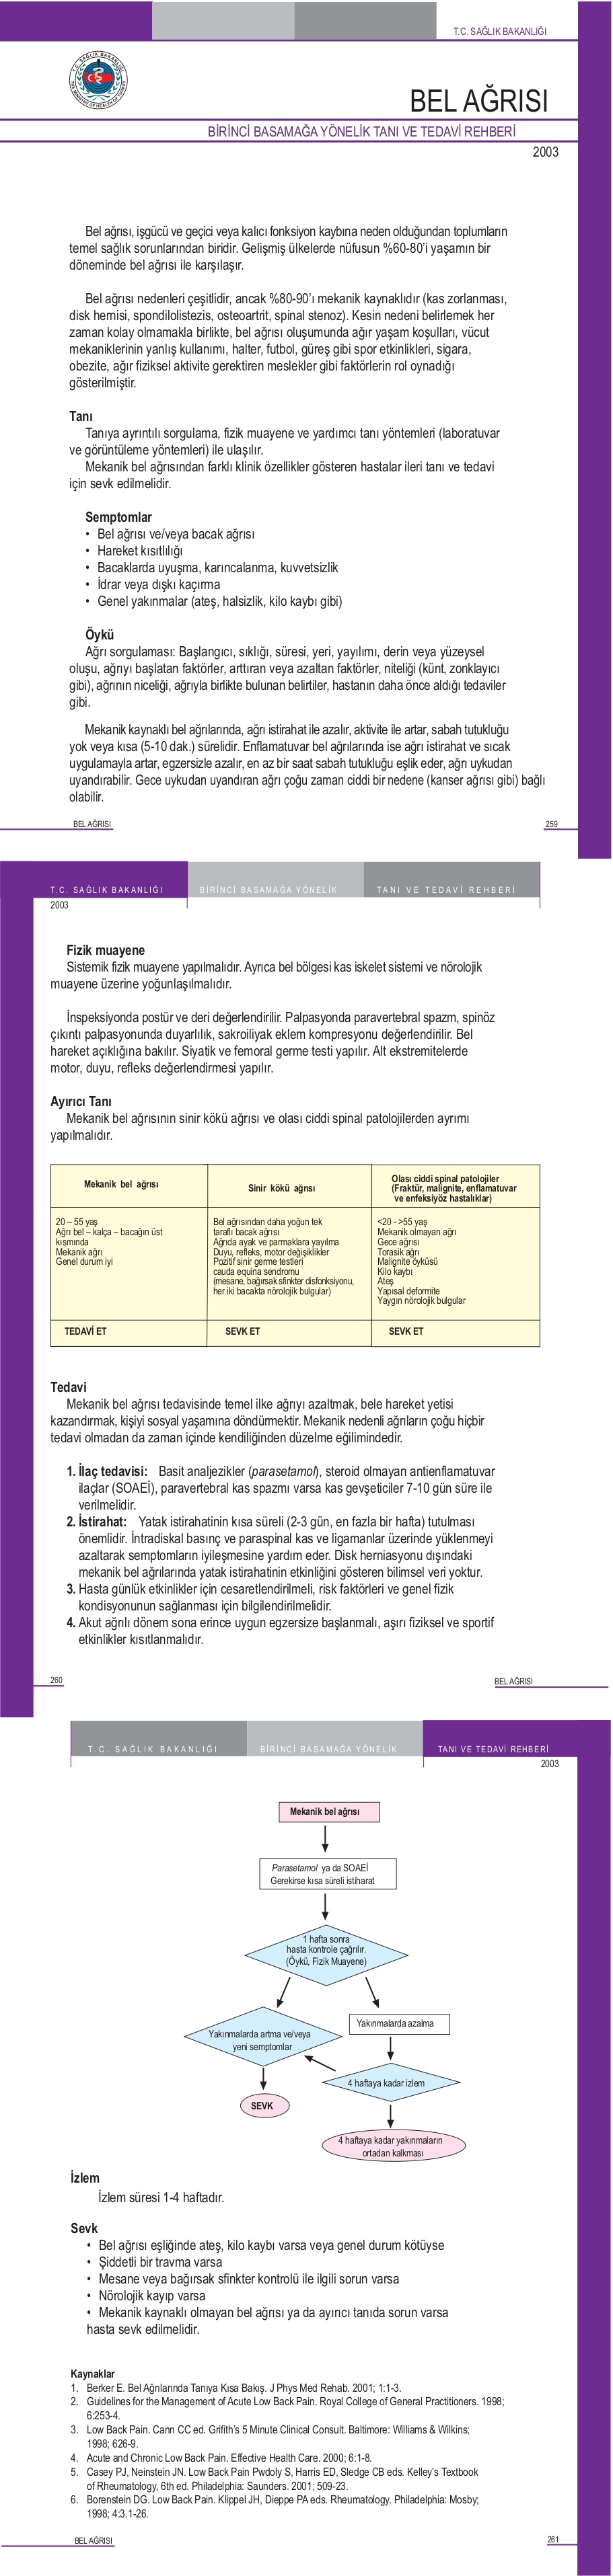 T.C. SAĞLIK BAKANLIĞI
T.C. SAĞLIK BAKANLIĞI
THE MINISTRY OF HEALTH OF TURKEY
BEL AĞRISI
BİRİNCİ BASAMAĞA YÖNELİK TANI VE TEDAVİ REHBERİ
2003
Bel ağrısı, işgücü ve geçici veya kalıcı fonksiyon kaybına neden olduğundan toplumların
temel sağlık sorunlarından biridir. Gelişmiş ülkelerde nüfusun %60-80’i yaşamın bir
döneminde bel ağrısı ile karşılaşır.
Bel ağrısı nedenleri çeşitlidir, ancak %80-90’ı mekanik kaynaklıdır (kas zorlanması,
disk hernisi, spondilolistezis, osteoartrit, spinal stenoz). Kesin nedeni belirlemek her
zaman kolay olmamakla birlikte, bel ağrısı oluşumunda ağır yaşam koşulları, vücut
mekaniklerinin yanlış kullanımı, halter, futbol, güreş gibi spor etkinlikleri, sigara,
obezite, ağır fiziksel aktivite gerektiren meslekler gibi faktörlerin rol oynadığı
gösterilmiştir.
Tanı
Tanıya ayrıntılı sorgulama, fizik muayene ve yardımcı tanı yöntemleri (laboratuvar
ve görüntüleme yöntemleri) ile ulaşılır.
Mekanik bel ağrısından farklı klinik özellikler gösteren hastalar ileri tanı ve tedavi
için sevk edilmelidir.
Semptomlar
• Bel ağrısı ve/veya bacak ağrısı
• Hareket kısıtlılığı
• Bacaklarda uyuşma, karıncalanma, kuvvetsizlik
• İdrar veya dışkı kaçırma
• Genel yakınmalar (ateş, halsizlik, kilo kaybı gibi)
Öykü
Ağrı sorgulaması: Başlangıcı, sıklığı, süresi, yeri, yayılımı, derin veya yüzeysel
oluşu, ağrıyı başlatan faktörler, arttıran veya azaltan faktörler, niteliği (künt, zonklayıcı
gibi), ağrının niceliği, ağrıyla birlikte bulunan belirtiler, hastanın daha önce aldığı tedaviler
gibi.
Mekanik kaynaklı bel ağrılarında, ağrı istirahat ile azalır, aktivite ile artar, sabah tutukluğu
yok veya kısa (5-10 dak.) sürelidir. Enflamatuvar bel ağrılarında ise ağrı istirahat ve sıcak
uygulamayla artar, egzersizle azalır, en az bir saat sabah tutukluğu eşlik eder, ağrı uykudan
uyandırabilir. Gece uykudan uyandıran ağrı çoğu zaman ciddi bir nedene (kanser ağrısı gibi) bağlı
olabilir.
BEL AĞRISI
259
T.C. SAĞLIK BAKANLIĞI
BİRİNCİ BASAMAĞA YÖNELİK
TANI VE TEDAVİ REHBERİ
2003
Fizik muayene
Sistemik fizik muayene yapılmalıdır. Ayrıca bel bölgesi kas iskelet sistemi ve nörolojik
muayene üzerine yoğunlaşılmalıdır.
İnspeksiyonda postür ve deri değerlendirilir. Palpasyonda paravertebral spazm, spinöz
çıkıntı palpasyonunda duyarlılık, sakroiliyak eklem kompresyonu değerlendirilir. Bel
hareket açıklığına bakılır. Siyatik ve femoral germe testi yapılır. Alt ekstremitelerde
motor, duyu, refleks değerlendirmesi yapılır.
Ayırıcı Tanı
Mekanik bel ağrısının sinir kökü ağrısı ve olası ciddi spinal patolojilerden ayrımı
yapılmalıdır.
Mekanik bel ağrısı
Sinir kökü ağrısı
Olası ciddi spinal patolojiler
(Fraktür, malignite, enflamatuvar
ve enfeksiyöz hastalıklar)
20 – 55 yaş
Ağrı bel – kalça – bacağın üst
kısmında
Mekanik ağrı
Genel durum iyi
Bel ağrısından daha yoğun tek
taraflı bacak ağrısı
Ağrıda ayak ve parmaklara yayılma
Duyu, refleks, motor değişiklikler
Pozitif sinir germe testleri
cauda equina sendromu
(mesane, bağırsak sfinkter disfonksiyonu,
her iki bacakta nörolojik bulgular)
<20 - >55 yaş
Mekanik olmayan ağrı
Gece ağrısı
Torasik ağrı
Malignite öyküsü
Kilo kaybı
Ateş
Yapısal deformite
Yaygın nörolojik bulgular
TEDAVİ ET
SEVK ET
SEVK ET
Tedavi
Mekanik bel ağrısı tedavisinde temel ilke ağrıyı azaltmak, bele hareket yetisi
kazandırmak, kişiyi sosyal yaşamına döndürmektir. Mekanik nedenli ağrıların çoğu hiçbir
tedavi olmadan da zaman içinde kendiliğinden düzelme eğilimindedir.
1. İlaç tedavisi: Basit analjezikler (parasetamol), steroid olmayan antienflamatuvar
ilaçlar (SOAEİ), paravertebral kas spazmı varsa kas gevşeticiler 7-10 gün süre ile
verilmelidir.
2. İstirahat: Yatak istirahatinin kısa süreli (2-3 gün, en fazla bir hafta) tutulması
önemlidir. İntradiskal basınç ve paraspinal kas ve ligamanlar üzerinde yüklenmeyi
azaltarak semptomların iyileşmesine yardım eder. Disk herniasyonu dışındaki
mekanik bel ağrılarında yatak istirahatinin etkinliğini gösteren bilimsel veri yoktur.
3. Hasta günlük etkinlikler için cesaretlendirilmeli, risk faktörleri ve genel fizik
kondisyonunun sağlanması için bilgilendirilmelidir.
4. Akut ağrılı dönem sona erince uygun egzersize başlanmalı, aşırı fiziksel ve sportif
etkinlikler kısıtlanmalıdır.
260
BEL AĞRISI
T.C. SAĞLIK BAKANLIĞI
BİRİNCİ BASAMAĞA YÖNELİK
TANI VE TEDAVİ REHBERİ
2003
Mekanik bel ağrısı
Parasetamol ya da SOAEİ
Gerekirse kısa süreli istiharat
1 hafta sonra
hasta kontrole çağrılır.
(Öykü, Fizik Muayene)
Yakınmalarda artma ve/veya
yeni semptomlar
Yakınmalarda azalma
4 haftaya kadar izlem
SEVK
4 haftaya kadar yakınmaların
ortadan kalkması
İzlem
İzlem süresi 1-4 haftadır.
Sevk
• Bel ağrısı eşliğinde ateş, kilo kaybı varsa veya genel durum kötüyse
• Şiddetli bir travma varsa
• Mesane veya bağırsak sfinkter kontrolü ile ilgili sorun varsa
• Nörolojik kayıp varsa
• Mekanik kaynaklı olmayan bel ağrısı ya da ayırıcı tanıda sorun varsa
hasta sevk edilmelidir.
Kaynaklar
1. Berker E. Bel Ağrılarında Tanıya Kısa Bakış. J Phys Med Rehab. 2001; 1:1-3.
2. Guidelines for the Management of Acute Low Back Pain. Royal College of General Practitioners. 1998;
6:253-4.
3. Low Back Pain. Cann CC ed. Grifith’s 5 Minute Clinical Consult. Baltimore: Williams & Wilkins;
1998; 626-9.
4. Acute and Chronic Low Back Pain. Effective Health Care. 2000; 6:1-8.
5. Casey PJ, Neinstein JN. Low Back Pain Pwdoly S, Harris ED, Sledge CB eds. Kelley’s Textbook
of Rheumatology, 6th ed. Philadelphia: Saunders. 2001; 509-23.
6. Borenstein DG. Low Back Pain. Klippel JH, Dieppe PA eds. Rheumatology. Philadelphia: Mosby;
1998; 4:3.1-26.
BEL AĞRISI
261